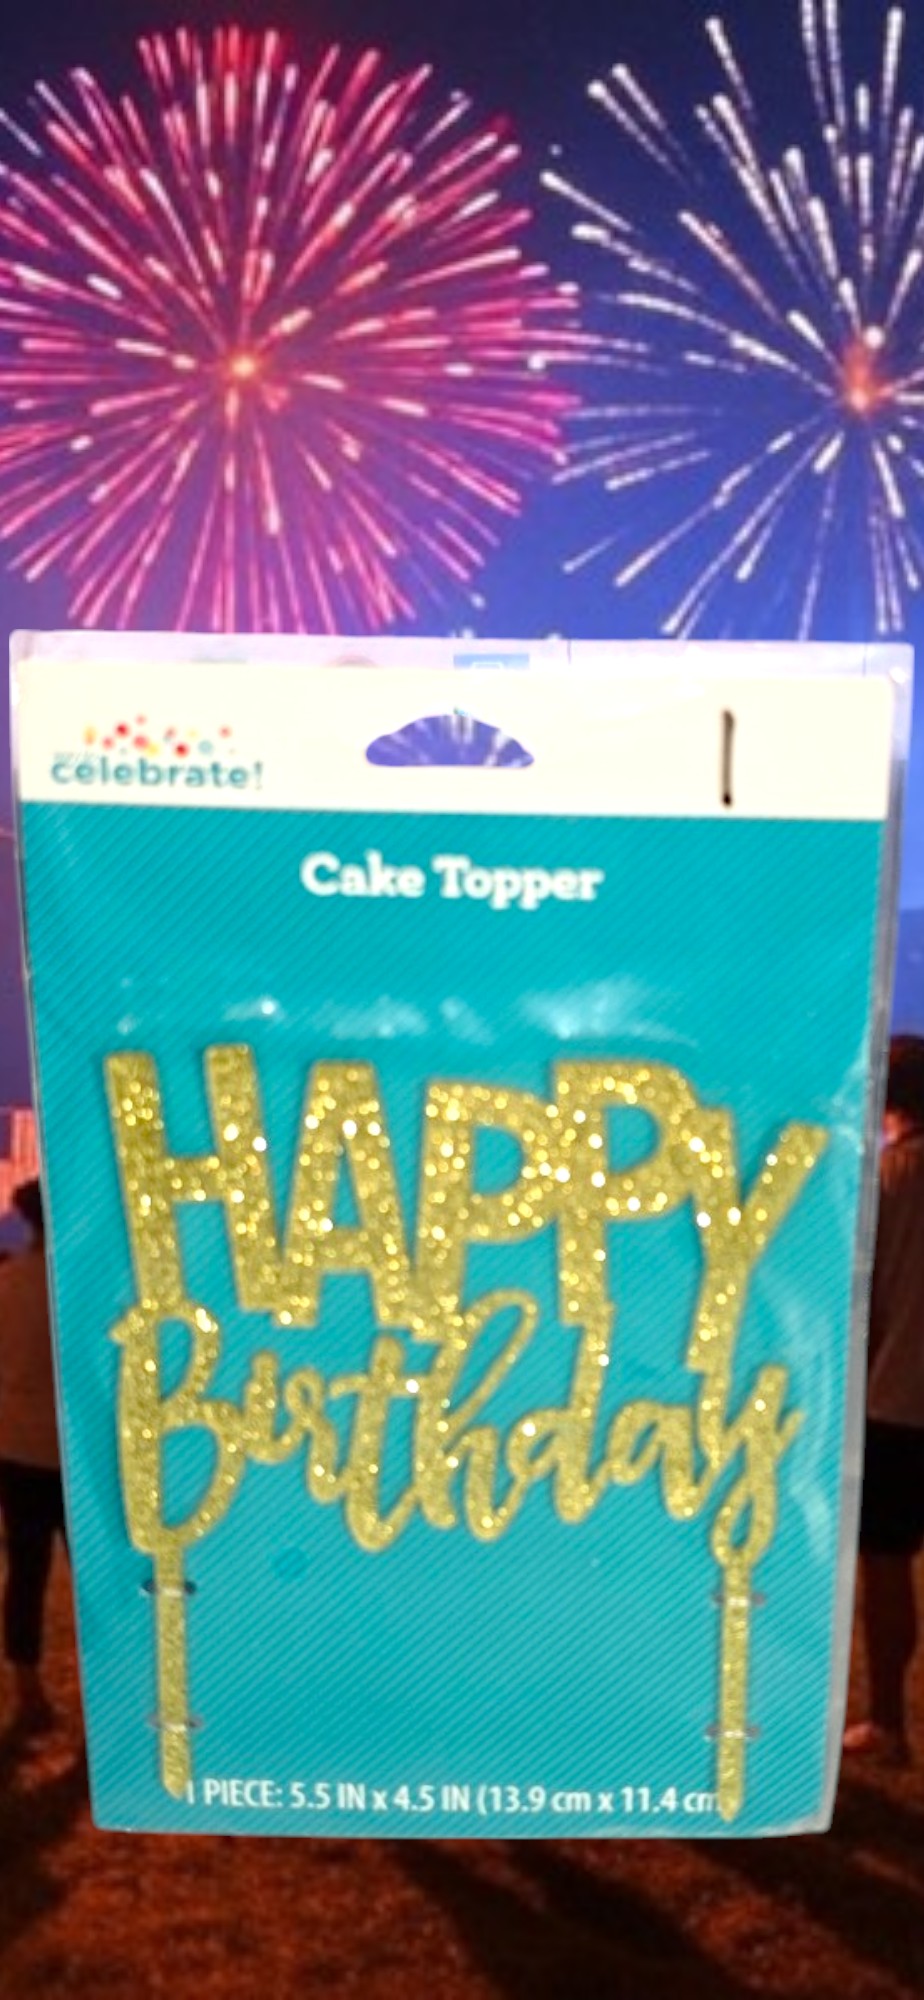 celebrate!
Cake Topper
HAPPY
Birthday
1 PIECE: 5.5 IN x 4.5 IN (13.9 cm x 11.4 cm